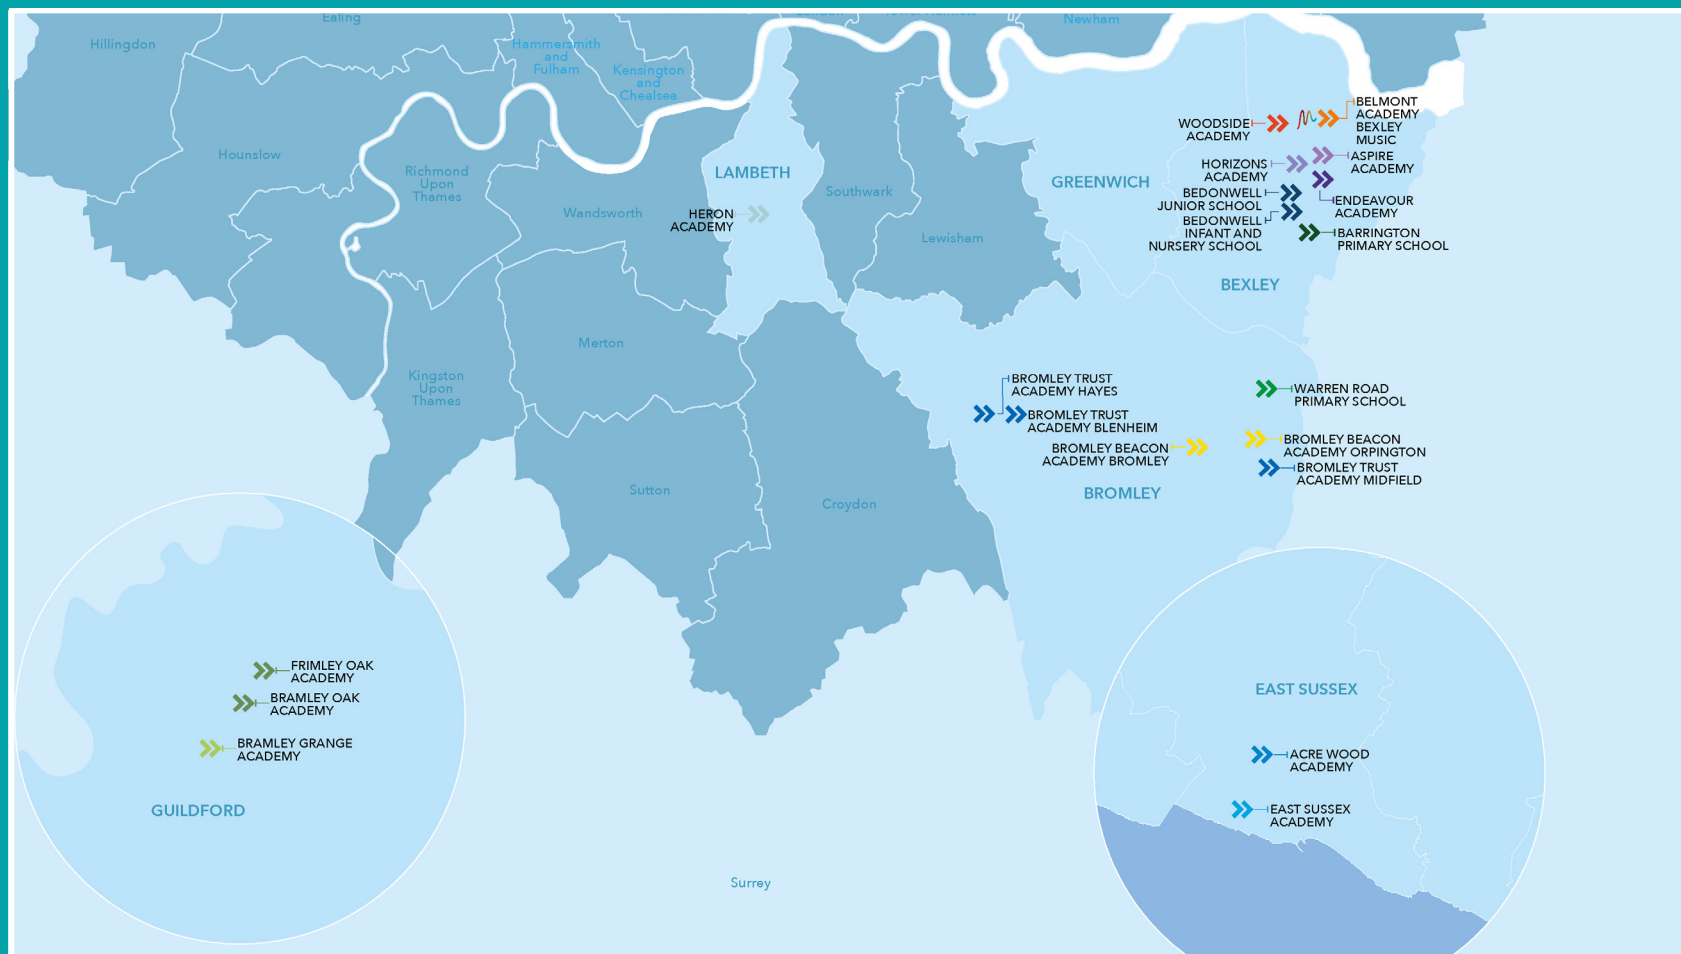 Ealing
Hillingdon
Hammersmith
and
Fulham
Kensington
and
Chealsea
Newham
Hounslow
Richmond
Upon
Thames
Wandsworth
LAMBETH
HERON
ACADEMY
Southwark
Lewisham
GREENWICH
WOODSIDE
ACADEMY
BELMONT
ACADEMY
BEXLEY
MUSIC
HORIZONS
ACADEMY
ASPIRE
ACADEMY
BEDONWELL
JUNIOR SCHOOL
ENDEAVOUR
ACADEMY
BEDONWELL
INFANT AND
NURSERY SCHOOL
BARRINGTON
PRIMARY SCHOOL
BEXLEY
Merton
Kingston
Upon
Thames
BROMLEY TRUST
ACADEMY HAYES
BROMLEY TRUST
ACADEMY BLENHEIM
BROMLEY BEACON
ACADEMY BROMLEY
WARREN ROAD
PRIMARY SCHOOL
BROMLEY BEACON
ACADEMY ORPINGTON
BROMLEY TRUST
ACADEMY MIDFIELD
BROMLEY
Sutton
Croydon
FRIMLEY OAK
ACADEMY
BRAMLEY OAK
ACADEMY
BRAMLEY GRANGE
ACADEMY
GUILDFORD
EAST SUSSEX
ACRE WOOD
ACADEMY
EAST SUSSEX
ACADEMY
Surrey